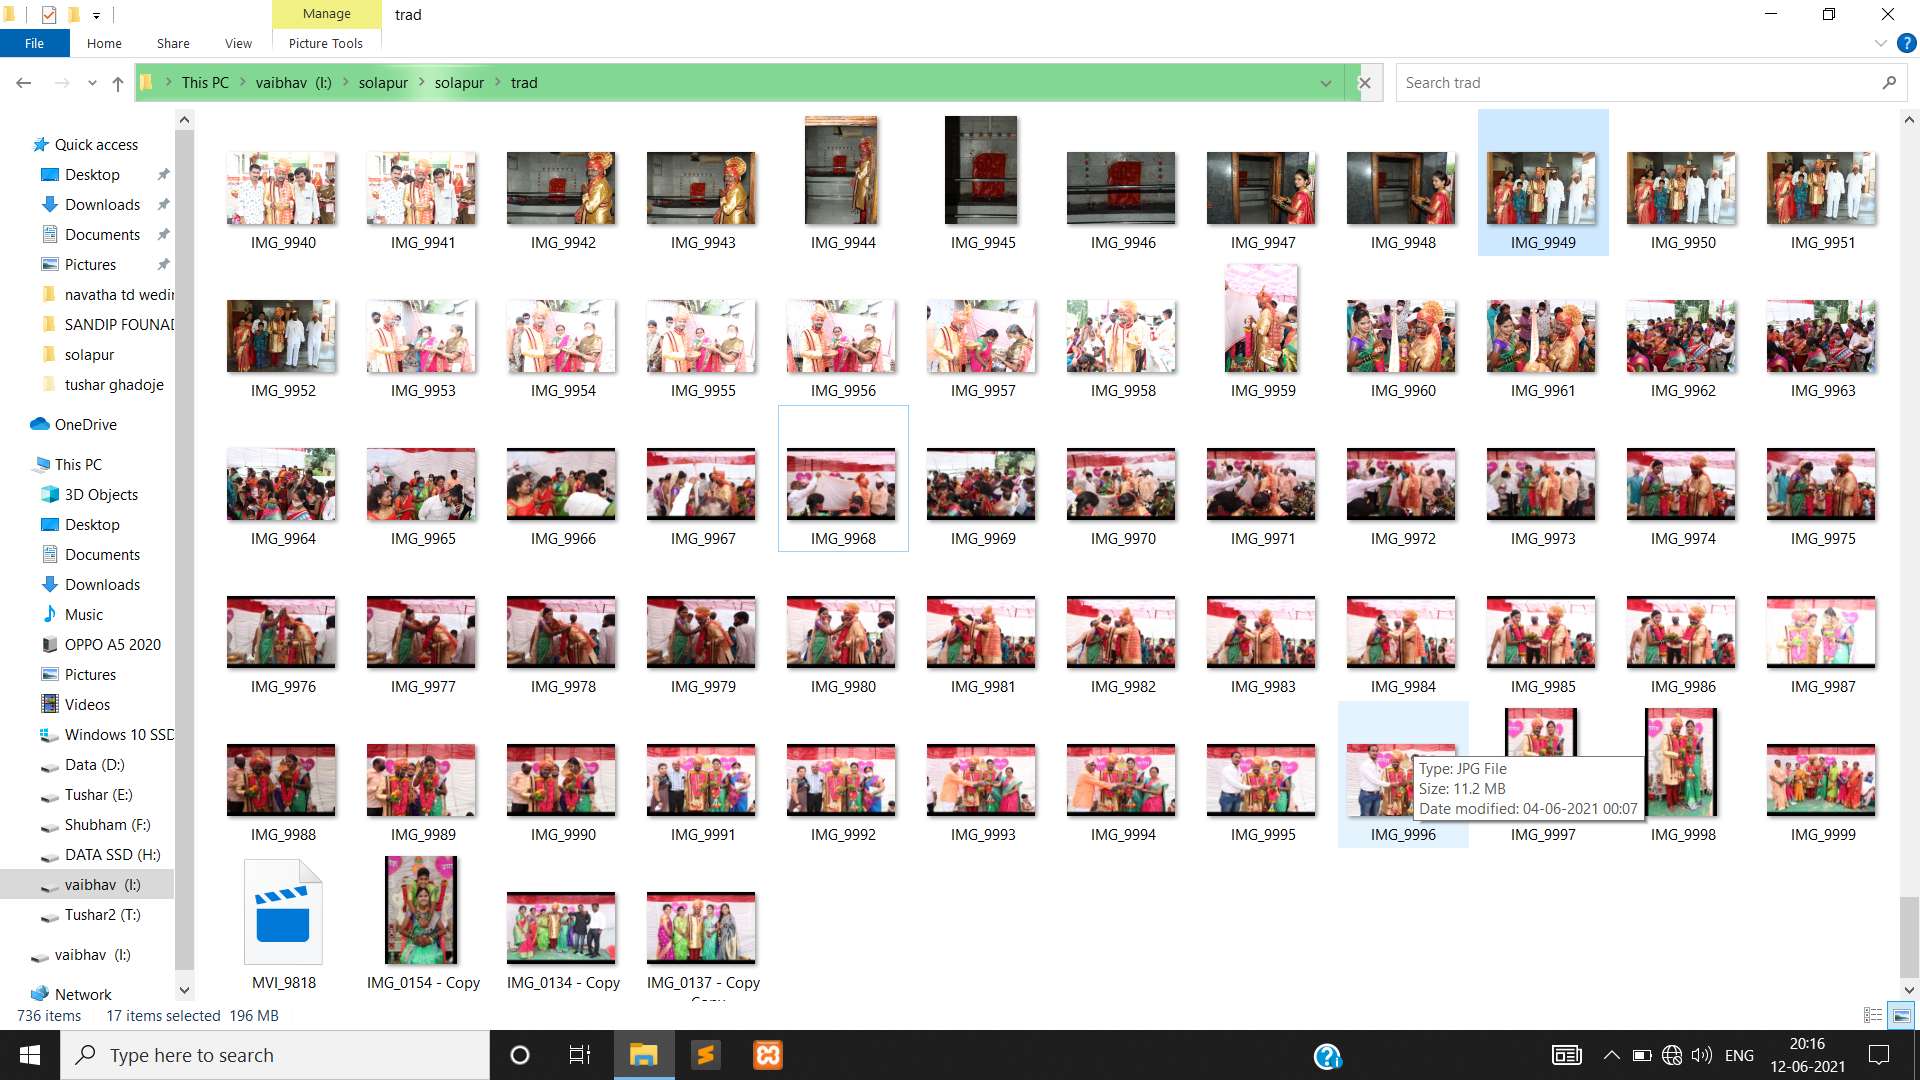 Manage
trad
File
Home
Share
View
Picture Tools
This PC
vaibhav (I:)
solapur
solapur
trad
Search trad
Quick access
Desktop
Downloads
Documents
Pictures
navatha td wedin
SANDIP FOUNAD
solapur
tushar ghadoje
OneDrive
This PC
3D Objects
Desktop
Documents
Downloads
Music
OPPO A5 2020
Pictures
Videos
Windows 10 SSD
Data (D:)
Tushar (E:)
Shubham (F:)
DATA SSD (H:)
vaibhav (I:)
Tushar2 (T:)
vaibhav (I:)
Network
IMG_9940 IMG_9941 IMG_9942 IMG_9943 IMG_9944 IMG_9945 IMG_9946 IMG_9947 IMG_9948 IMG_9949 IMG_9950 IMG_9951
IMG_9952 IMG_9953 IMG_9954 IMG_9955 IMG_9956 IMG_9957 IMG_9958 IMG_9959 IMG_9960 IMG_9961 IMG_9962 IMG_9963
IMG_9964 IMG_9965 IMG_9966 IMG_9967 IMG_9968 IMG_9969 IMG_9970 IMG_9971 IMG_9972 IMG_9973 IMG_9974 IMG_9975
IMG_9976 IMG_9977 IMG_9978 IMG_9979 IMG_9980 IMG_9981 IMG_9982 IMG_9983 IMG_9984 IMG_9985 IMG_9986 IMG_9987
Type: JPG File
Size: 11.2 MB
Date modified: 04-06-2021 00:07
IMG_9988 IMG_9989 IMG_9990 IMG_9991 IMG_9992 IMG_9993 IMG_9994 IMG_9995 IMG_9996 IMG_9997 IMG_9998 IMG_9999
MVI_9818 IMG_0154 - Copy IMG_0134 - Copy IMG_0137 - Copy
- Copy
736 items 17 items selected 196 MB
Type here to search
ENG
20:16
12-06-2021